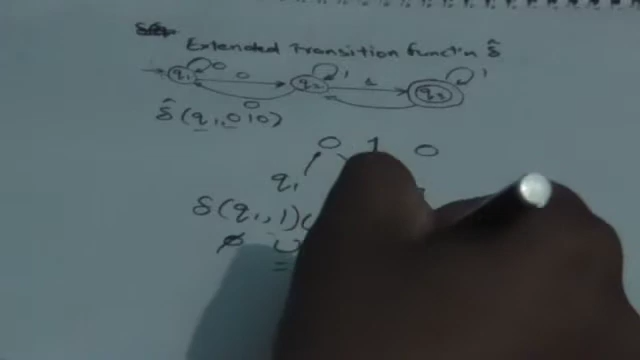 Extended Transition Functn δ̂
0 1 1
q1 0 q2 1 q3
0
δ̂(q1,010)
0 1 0
q1
δ(q1,1)
φ ∪